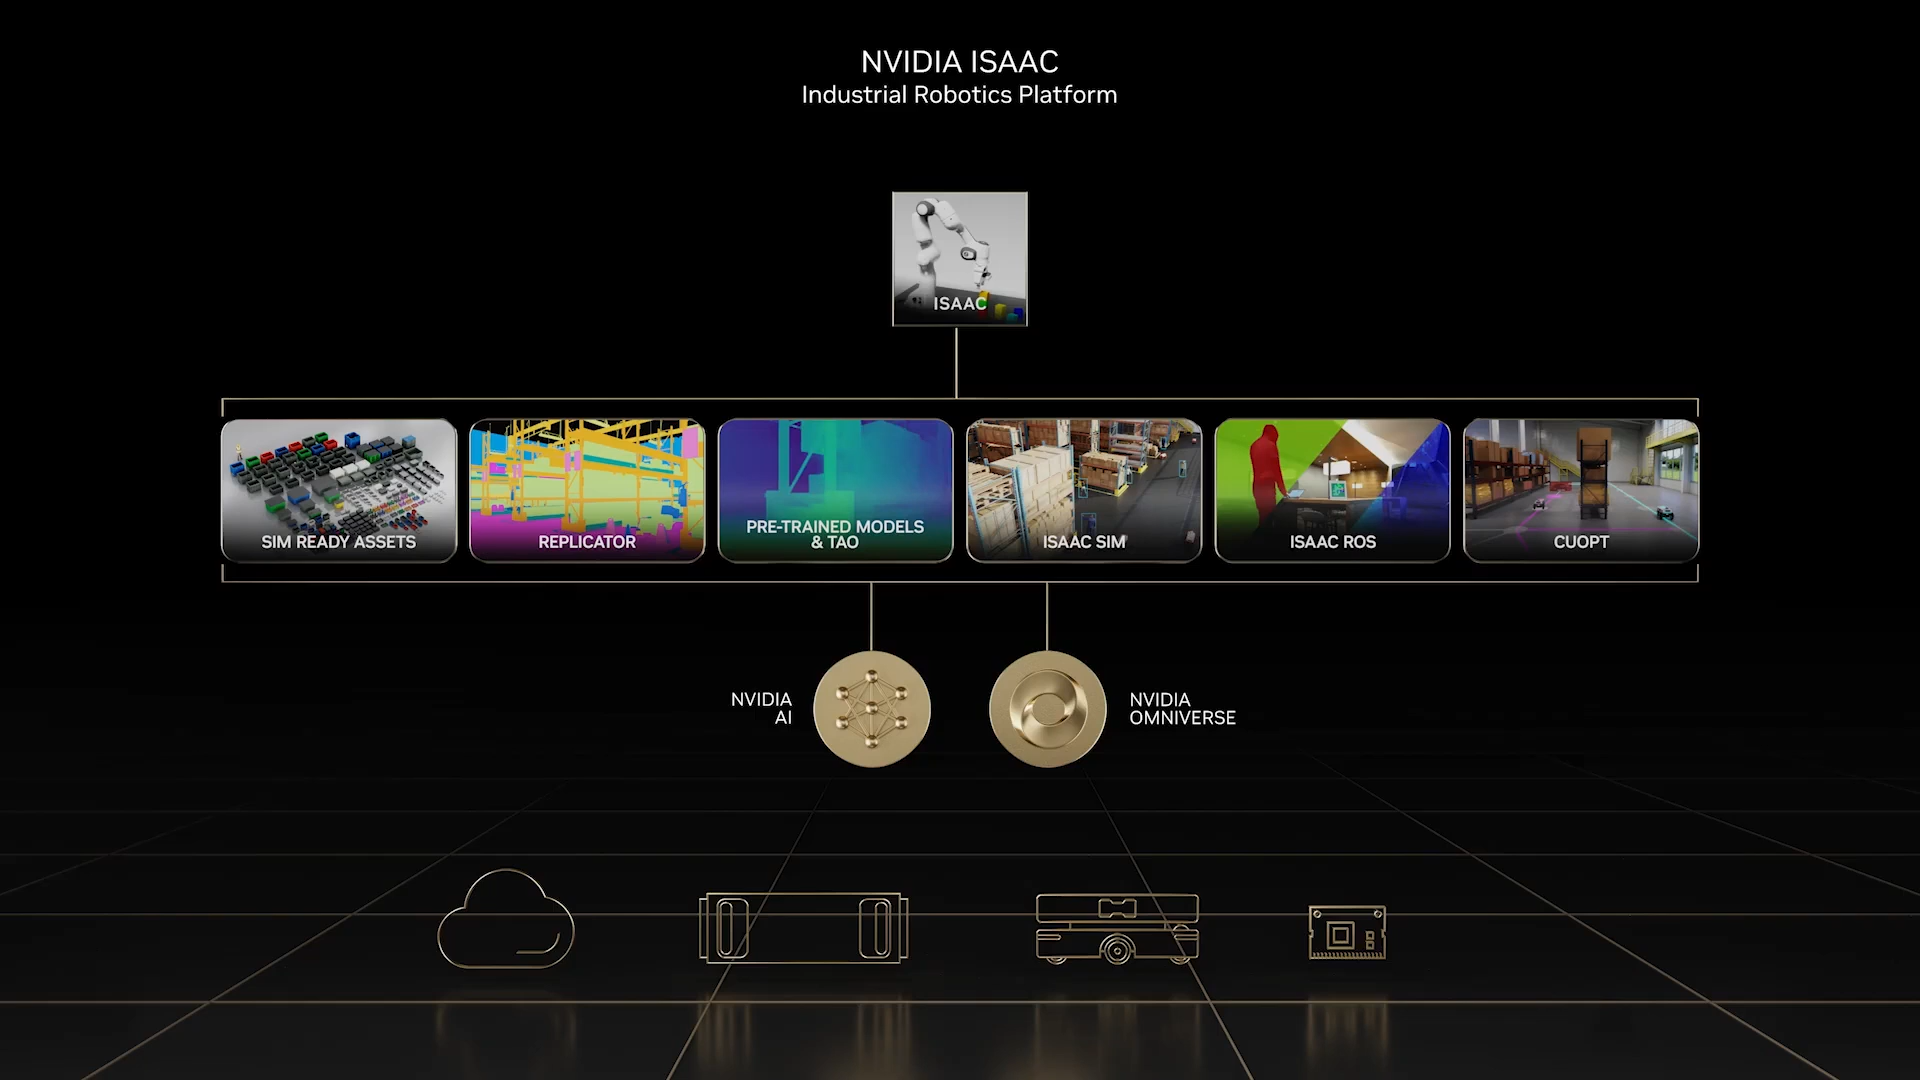 NVIDIA ISAAC
Industrial Robotics Platform
ISAAC
SIM READY ASSETS
REPLICATOR
PRE-TRAINED MODELS
& TAO
ISAAC SIM
ISAAC ROS
CUOPT
NVIDIA
AI
NVIDIA
OMNIVERSE